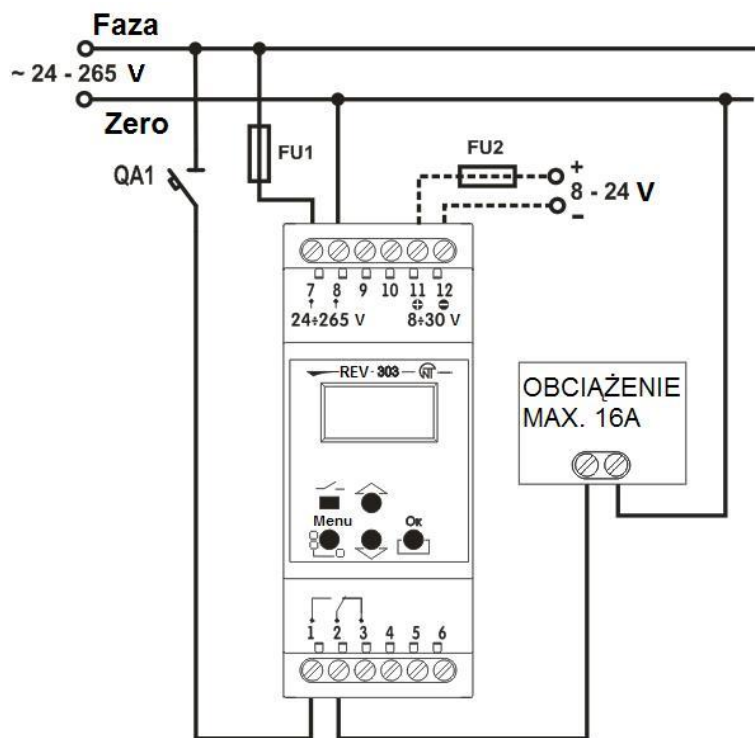 Faza
~ 24 - 265 V
Zero
QA1
FU1
FU2
+
8 - 24 V
-
7 8 9 10 11 12
24÷265 V 8÷30 V
REV-303
OBCIĄŻENIE
MAX. 16A
Menu
Ок
1 2 3 4 5 6